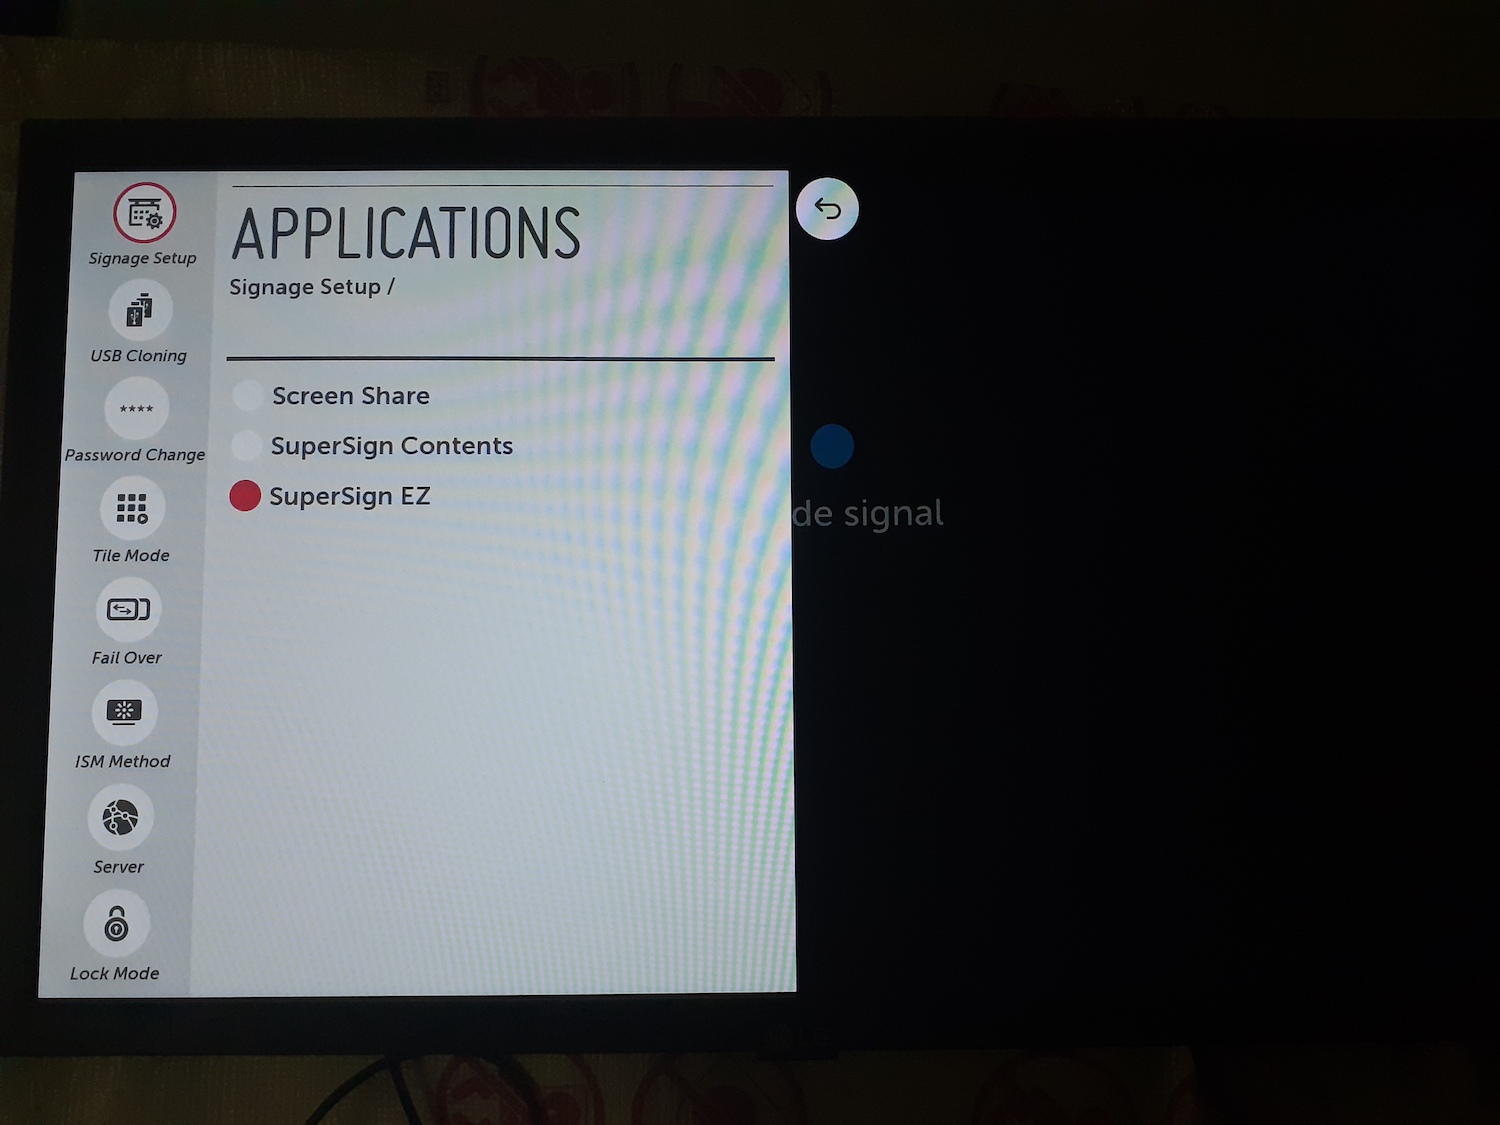 Signage Setup
USB Cloning
****
Password Change
Tile Mode
Fail Over
ISM Method
Server
Lock Mode
APPLICATIONS
Signage Setup /
Screen Share
SuperSign Contents
SuperSign EZ
de signal